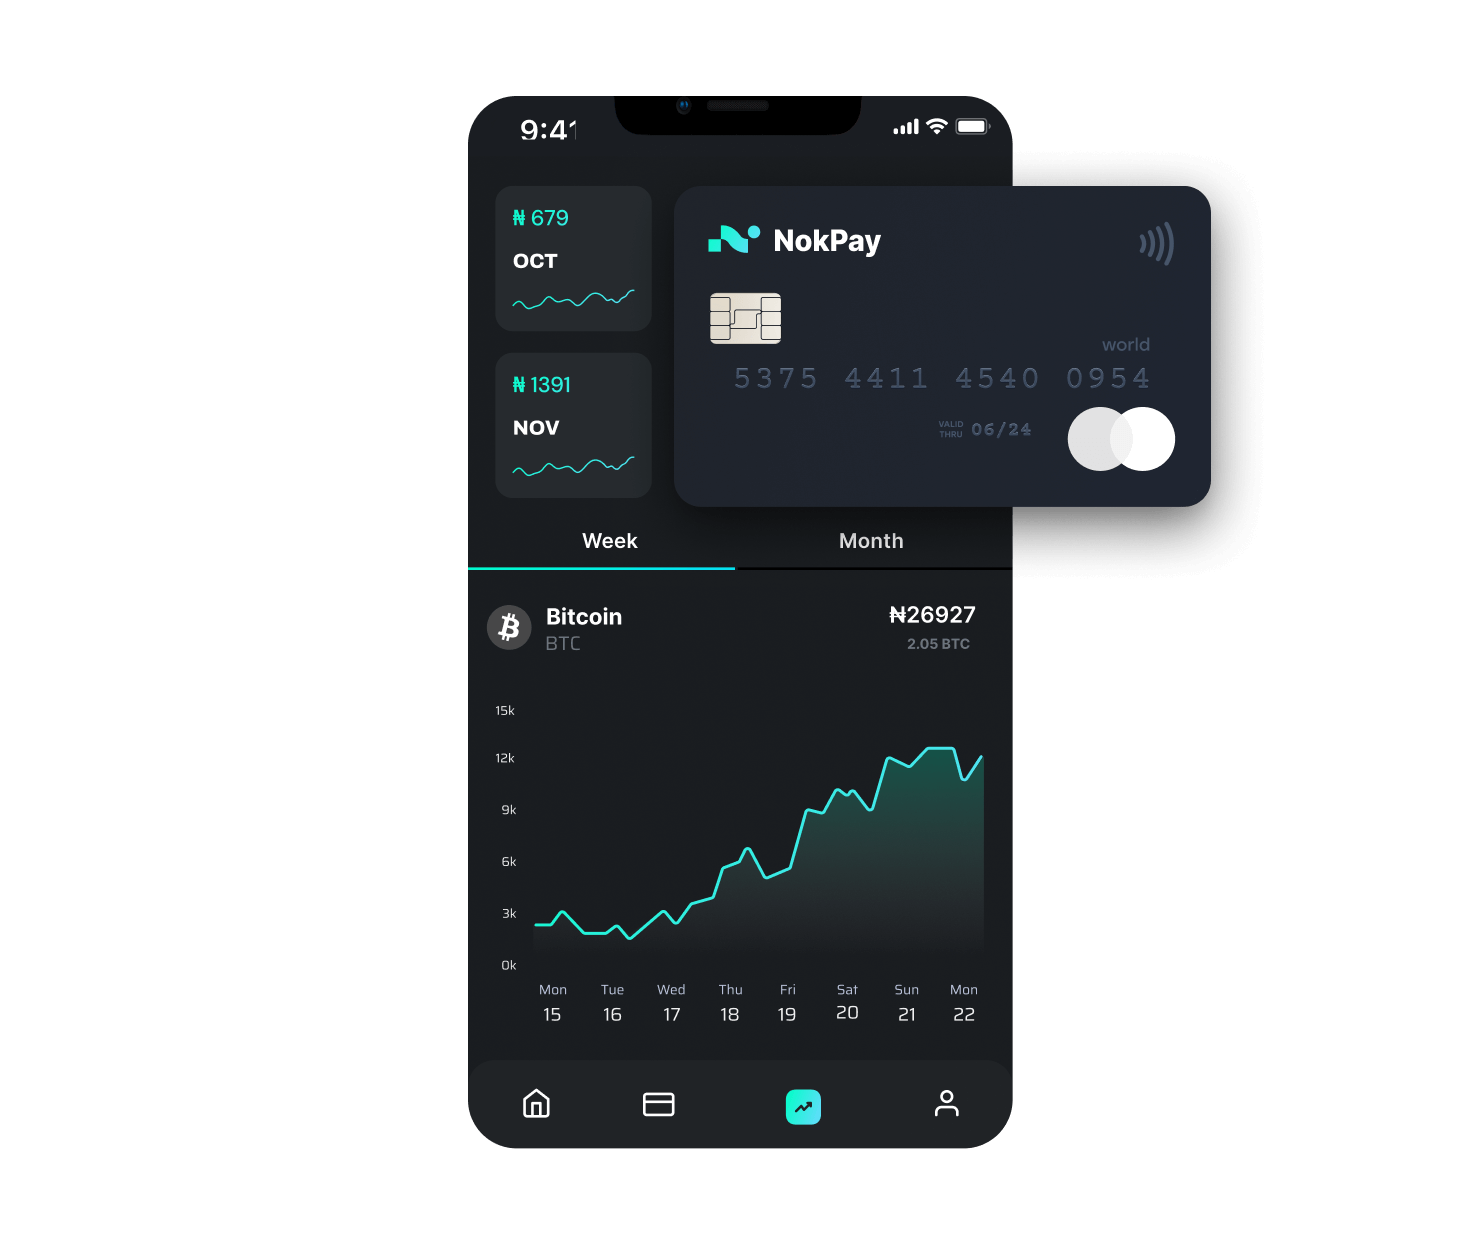 9:41
₦ 679
OCT
₦ 1391
NOV
NokPay
world
5375 4411 4540 0954
VALID
THRU 06/24
Week Month
Bitcoin ₦26927
BTC 2.05 BTC
15k
12k
9k
6k
3k
0k
Mon Tue Wed Thu Fri Sat Sun Mon
15 16 17 18 19 20 21 22